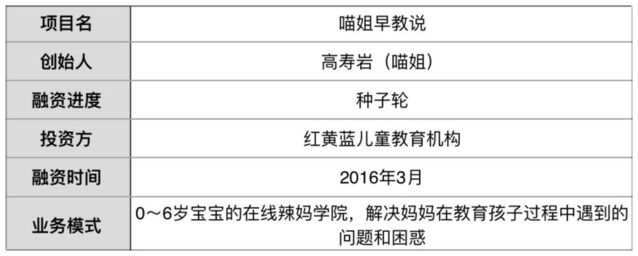 项目名 喵姐早教说
创始人 高寿岩（喵姐）
融资进度 种子轮
投资方 红黄蓝儿童教育机构
融资时间 2016年3月
业务模式 0～6岁宝宝的在线辣妈学院，解决妈妈在教育孩子过程中遇到的
问题和困惑